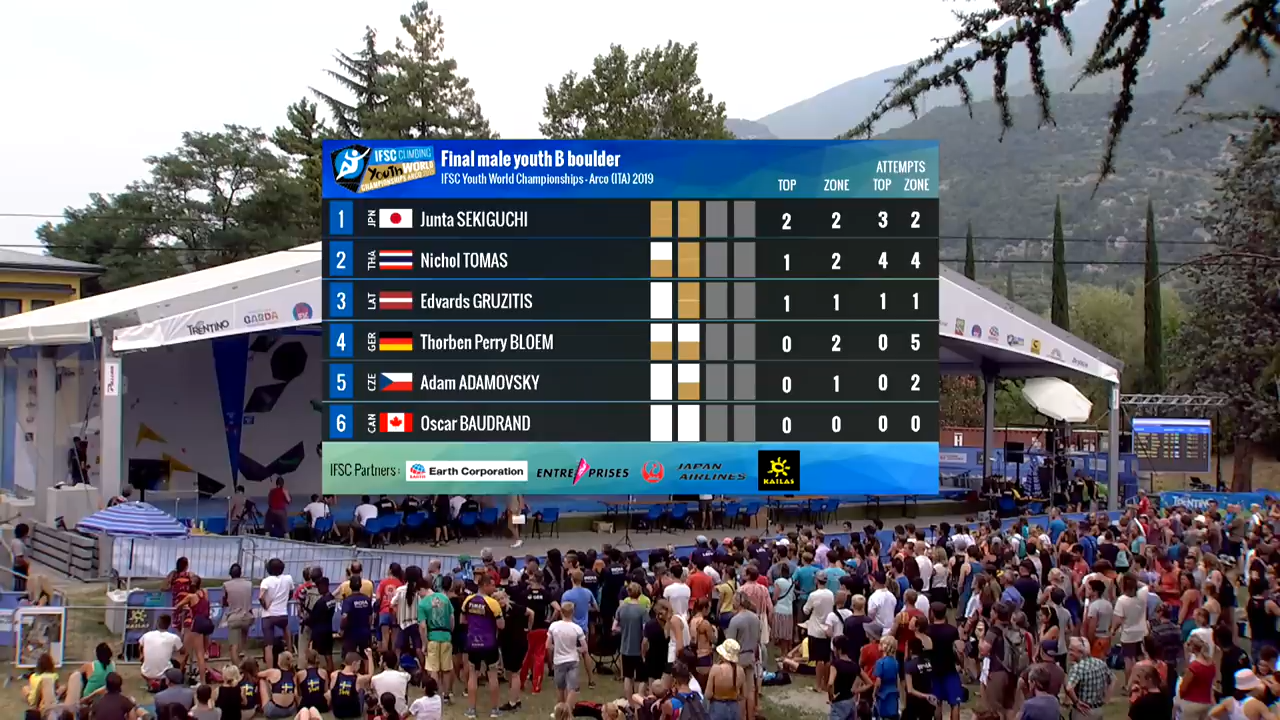 IFSC CLIMBING
Youth WORLD
CHAMPIONSHIPS ARCO 2019
FInal male youth B boulder
IFSC Youth World Championships - Arco (ITA) 2019
TOP ZONE ATTEMPTS TOP ZONE
1 JPN Junta SEKIGUCHI 2 2 3 2
2 THA Nichol TOMAS 1 2 4 4
3 LAT Edvards GRUZITIS 1 1 1 1
4 GER Thorben Perry BLOEM 0 2 0 5
5 CZE Adam ADAMOVSKY 0 1 0 2
6 CAN Oscar BAUDRAND 0 0 0 0
IFSC Partners : Earth Corporation ENTRE PRISES JAPAN AIRLINES KAILAS
TRENTINO GARDA
TRENTINO